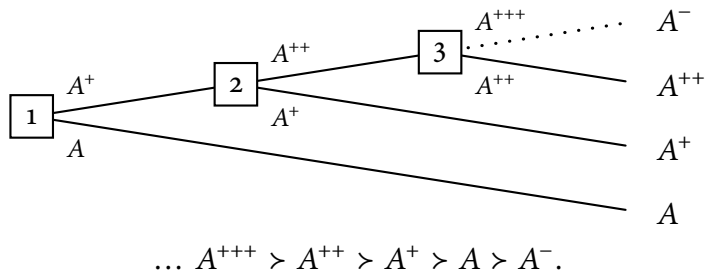 A⁺⁺⁺ A⁻
A⁺⁺
3
A⁺ 2 A⁺⁺ A⁺⁺
1 A⁺
A A⁺
A
... A⁺⁺⁺ ≻ A⁺⁺ ≻ A⁺ ≻ A ≻ A⁻.